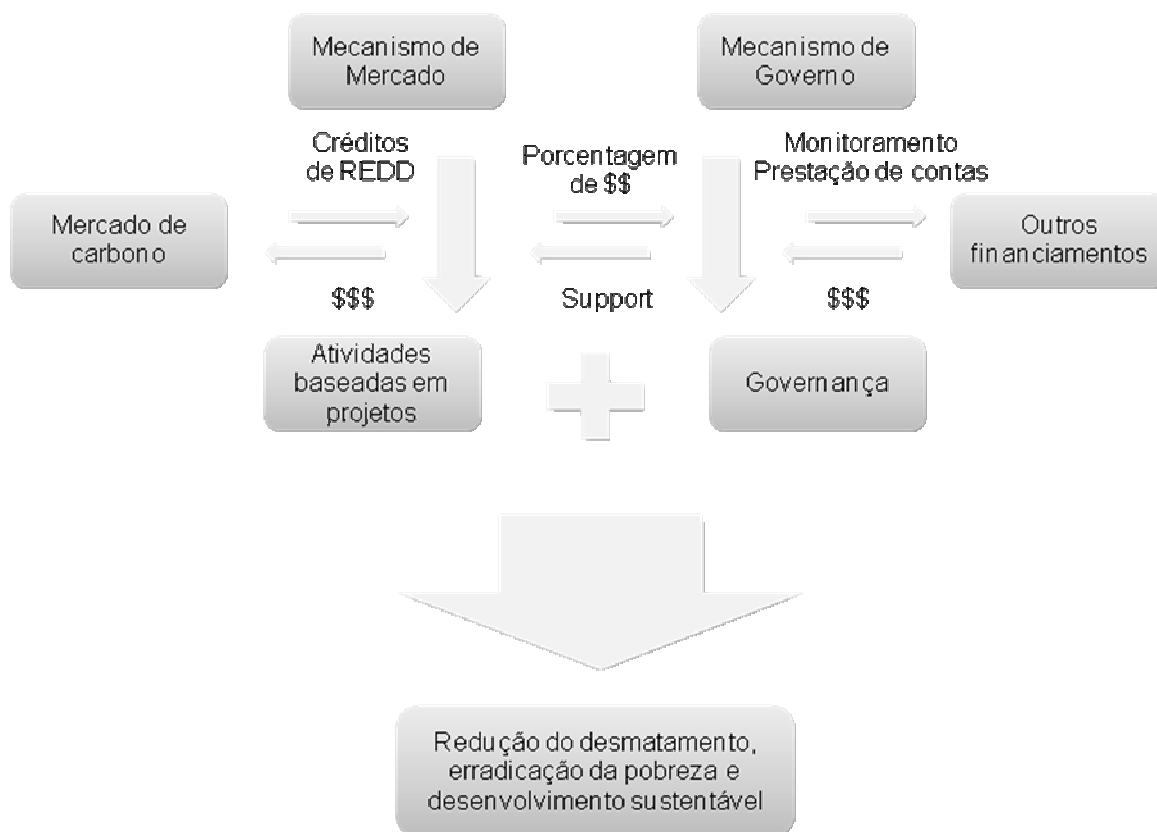 Mecanismo de
Mercado
Mecanismo de
Governo
Créditos
de REDD
Porcentagem
de $$
Monitoramento
Prestação de contas
Mercado de
carbono
Outros
financiamentos
$$$
Support
$$$
Atividades
baseadas em
projetos
Governança
Redução do desmatamento,
erradicação da pobreza e
desenvolvimento sustentável